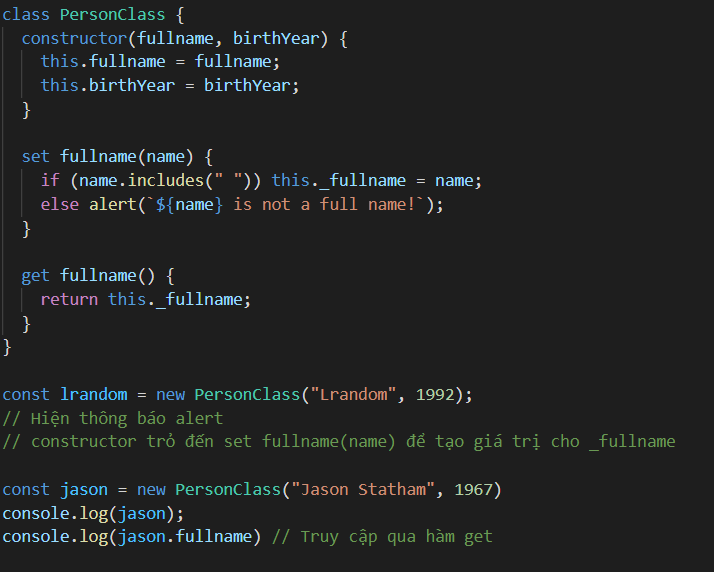 class PersonClass {
constructor(fullname, birthYear) {
this.fullname = fullname;
this.birthYear = birthYear;
}
set fullname(name) {
if (name.includes(" ")) this._fullname = name;
else alert(`${name} is not a full name!`);
}
get fullname() {
return this._fullname;
}
}
const lrandom = new PersonClass("Lrandom", 1992);
// Hiện thông báo alert
// constructor trỏ đến set fullname(name) để tạo giá trị cho _fullname
const jason = new PersonClass("Jason Statham", 1967)
console.log(jason);
console.log(jason.fullname) // Truy cập qua hàm get